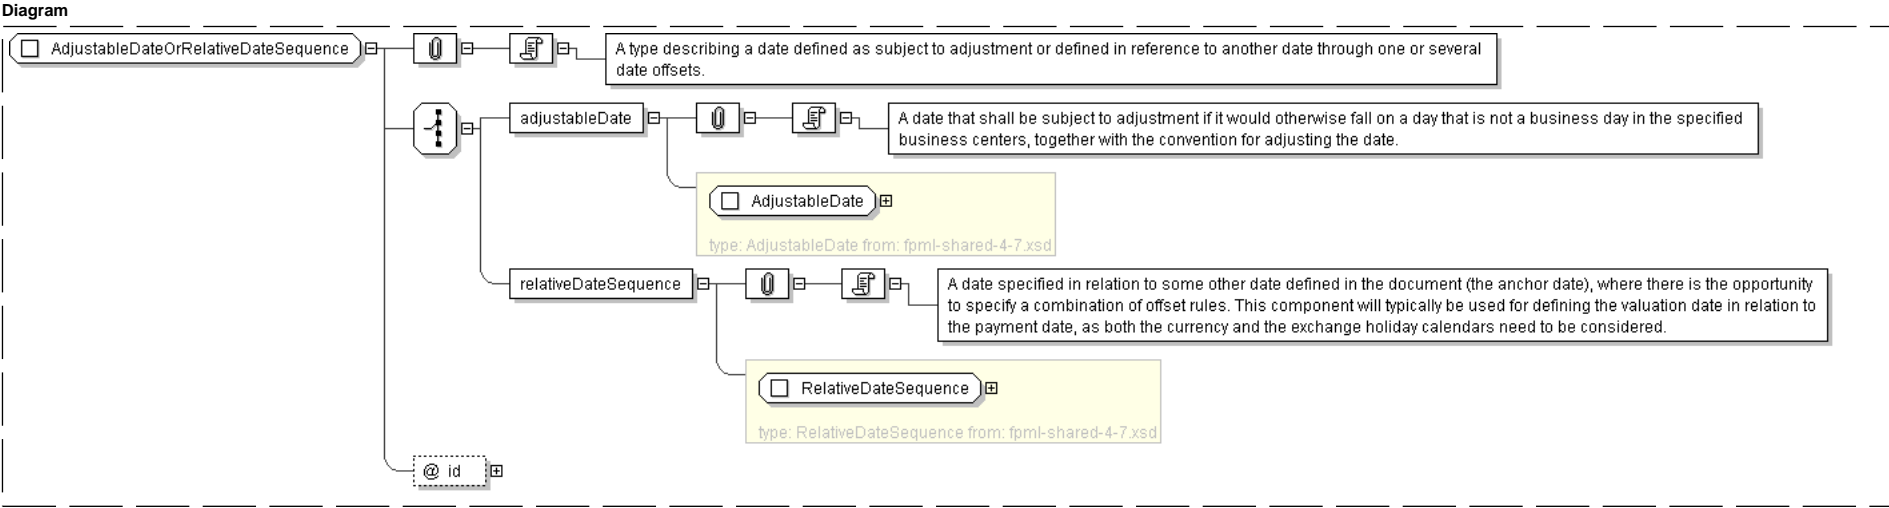 Diagram
AdjustableDateOrRelativeDateSequence
A type describing a date defined as subject to adjustment or defined in reference to another date through one or several
date offsets.
adjustableDate
A date that shall be subject to adjustment if it would otherwise fall on a day that is not a business day in the specified
business centers, together with the convention for adjusting the date.
AdjustableDate
type: AdjustableDate from: fpml-shared-4-7.xsd
relativeDateSequence
A date specified in relation to some other date defined in the document (the anchor date), where there is the opportunity
to specify a combination of offset rules. This component will typically be used for defining the valuation date in relation to
the payment date, as both the currency and the exchange holiday calendars need to be considered.
RelativeDateSequence
type: RelativeDateSequence from: fpml-shared-4-7.xsd
@ id